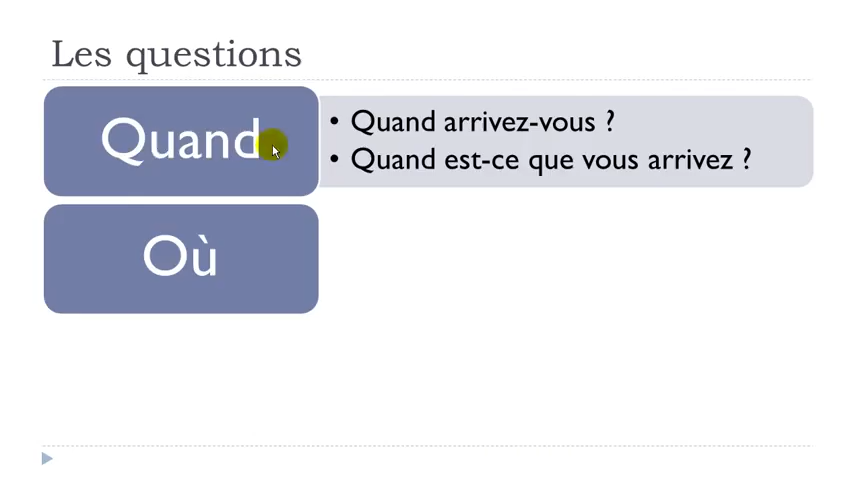 Les questions
Quand
• Quand arrivez-vous ?
• Quand est-ce que vous arrivez ?
Où